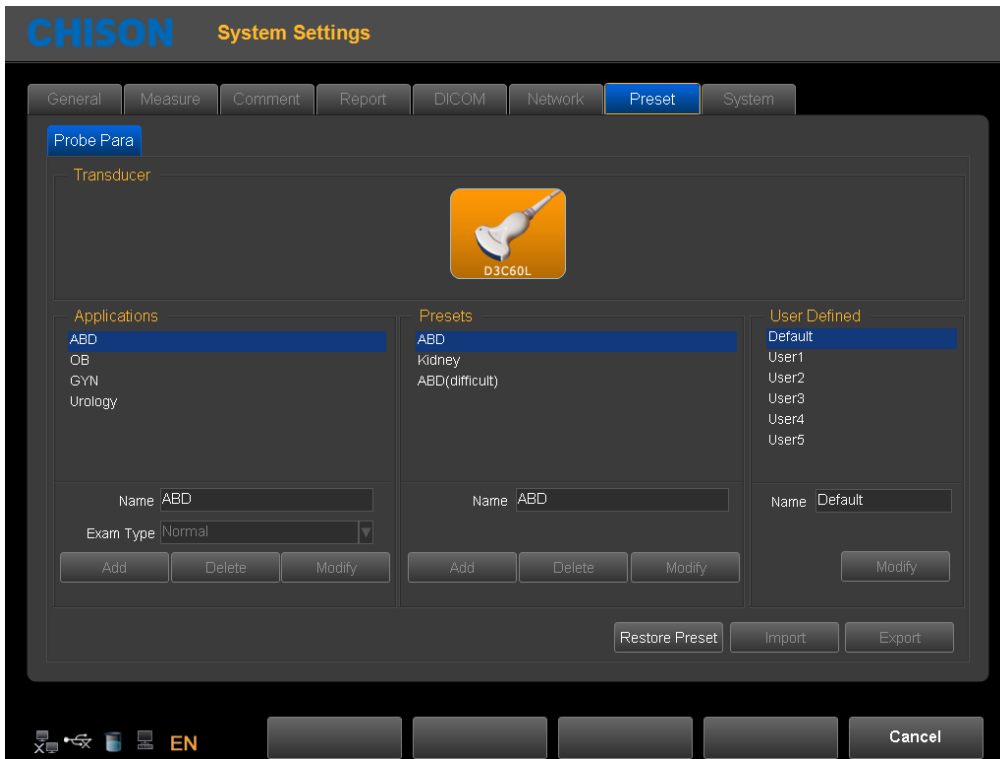 CHISON System Settings
General Measure Comment Report DICOM Network Preset System
Probe Para
Transducer
D3C60L
Applications
ABD
OB
GYN
Urology
Name ABD
Exam Type Normal
Add Delete Modify
Presets
ABD
Kidney
ABD(difficult)
Name ABD
Add Delete Modify
User Defined
Default
User1
User2
User3
User4
User5
Name Default
Modify
Restore Preset Import Export
EN Cancel